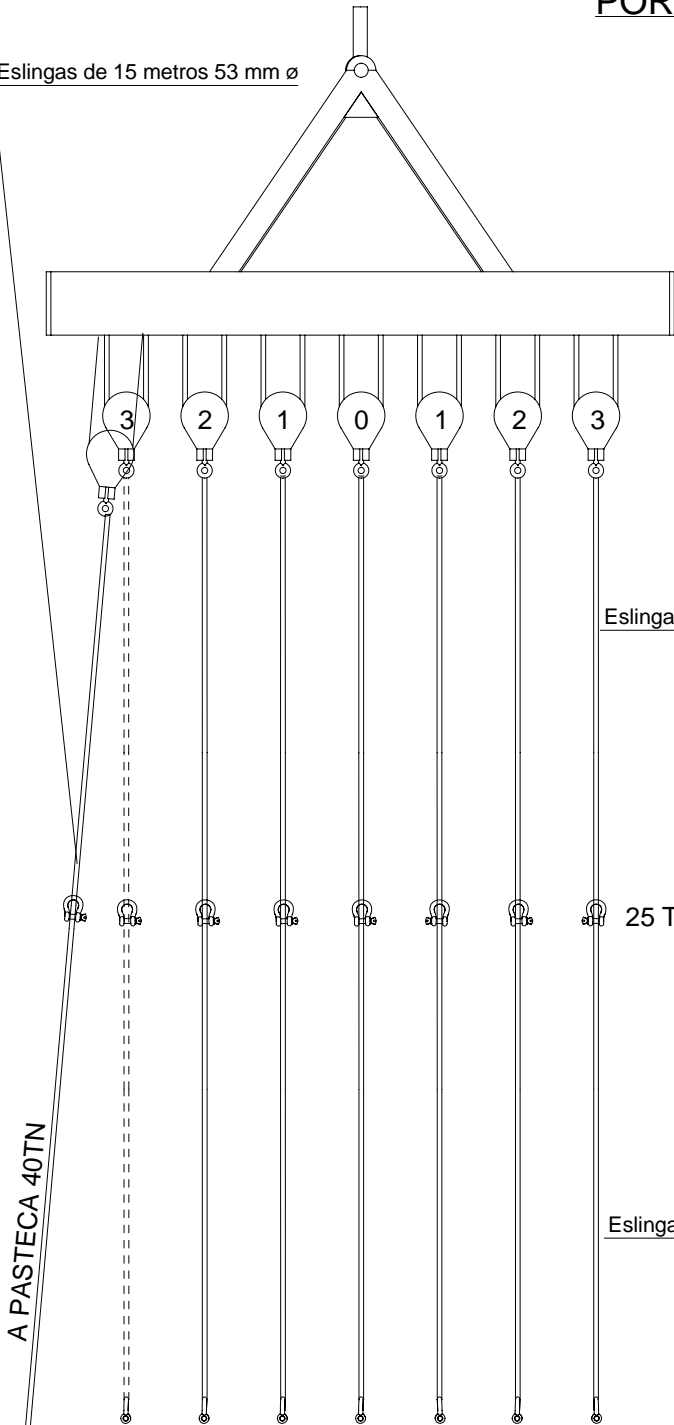 POR
Eslingas de 15 metros 53 mm ø
3 2 1 0 1 2 3
Eslinga
25 T
A PASTECA 40TN
Eslinga